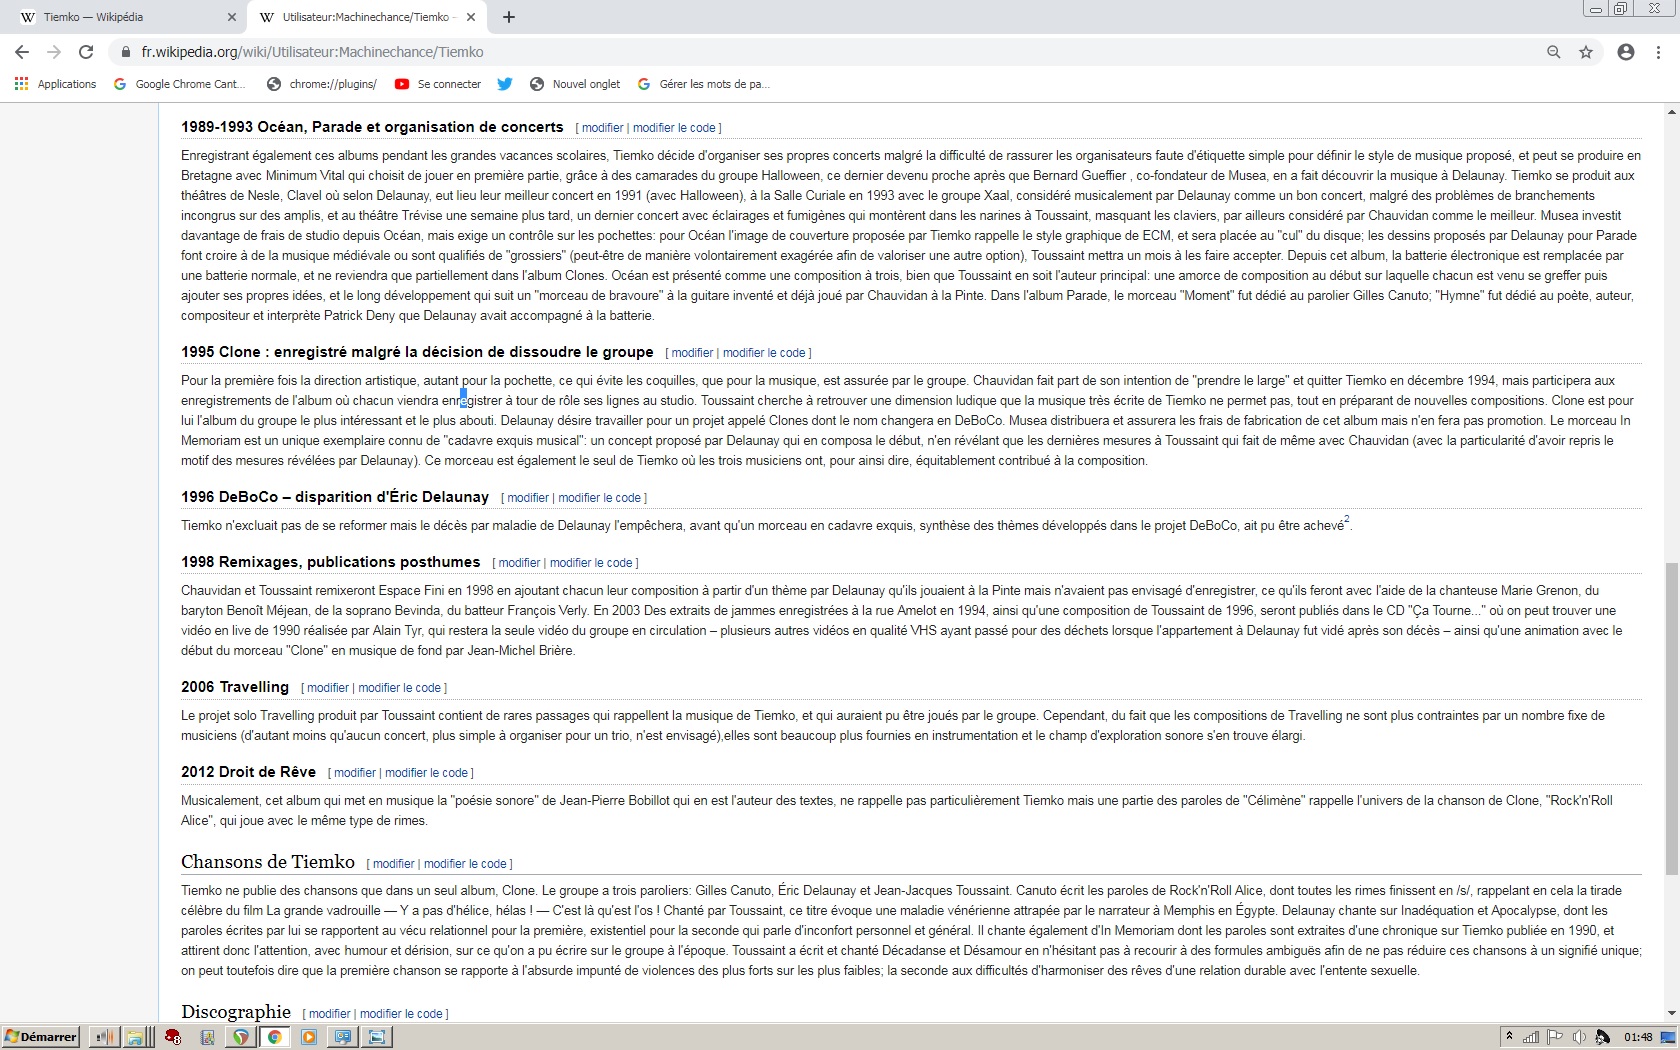 Tiemko — Wikipédia
Utilisateur:Machinechance/Tiemko –
fr.wikipedia.org/wiki/Utilisateur:Machinechance/Tiemko
Applications
Google Chrome Cant...
chrome://plugins/
Se connecter
Nouvel onglet
Gérer les mots de pa...
1989-1993 Océan, Parade et organisation de concerts [ modifier | modifier le code ]
Enregistrant également ces albums pendant les grandes vacances scolaires, Tiemko décide d'organiser ses propres concerts malgré la difficulté de rassurer les organisateurs faute d'étiquette simple pour définir le style de musique proposé, et peut se produire en
Bretagne avec Minimum Vital qui choisit de jouer en première partie, grâce à des camarades du groupe Halloween, ce dernier devenu proche après que Bernard Gueffier , co-fondateur de Musea, en a fait découvrir la musique à Delaunay. Tiemko se produit aux
théâtres de Nesle, Clavel où selon Delaunay, eut lieu leur meilleur concert en 1991 (avec Halloween), à la Salle Curiale en 1993 avec le groupe Xaal, considéré musicalement par Delaunay comme un bon concert, malgré des problèmes de branchements
incongrus sur des amplis, et au théâtre Trévise une semaine plus tard, un dernier concert avec éclairages et fumigènes qui montèrent dans les narines à Toussaint, masquant les claviers, par ailleurs considéré par Chauvidan comme le meilleur. Musea investit
davantage de frais de studio depuis Océan, mais exige un contrôle sur les pochettes: pour Océan l'image de couverture proposée par Tiemko rappelle le style graphique de ECM, et sera placée au "cul" du disque; les dessins proposés par Delaunay pour Parade
font croire à de la musique médiévale ou sont qualifiés de "grossiers" (peut-être de manière volontairement exagérée afin de valoriser une autre option), Toussaint mettra un mois à les faire accepter. Depuis cet album, la batterie électronique est remplacée par
une batterie normale, et ne reviendra que partiellement dans l'album Clones. Océan est présenté comme une composition à trois, bien que Toussaint en soit l'auteur principal: une amorce de composition au début sur laquelle chacun est venu se greffer puis
ajouter ses propres idées, et le long développement qui suit un "morceau de bravoure" à la guitare inventé et déjà joué par Chauvidan à la Pinte. Dans l'album Parade, le morceau "Moment" fut dédié au parolier Gilles Canuto; "Hymne" fut dédié au poète, auteur,
compositeur et interprète Patrick Deny que Delaunay avait accompagné à la batterie.
1995 Clone : enregistré malgré la décision de dissoudre le groupe [ modifier | modifier le code ]
Pour la première fois la direction artistique, autant pour la pochette, ce qui évite les coquilles, que pour la musique, est assurée par le groupe. Chauvidan fait part de son intention de "prendre le large" et quitter Tiemko en décembre 1994, mais participera aux
enregistrements de l'album où chacun viendra enregistrer à tour de rôle ses lignes au studio. Toussaint cherche à retrouver une dimension ludique que la musique très écrite de Tiemko ne permet pas, tout en préparant de nouvelles compositions. Clone est pour
lui l'album du groupe le plus intéressant et le plus abouti. Delaunay désire travailler pour un projet appelé Clones dont le nom changera en DeBoCo. Musea distribuera et assurera les frais de fabrication de cet album mais n'en fera pas promotion. Le morceau In
Memoriam est un unique exemplaire connu de "cadavre exquis musical": un concept proposé par Delaunay qui en composa le début, n'en révélant que les dernières mesures à Toussaint qui fait de même avec Chauvidan (avec la particularité d'avoir repris le
motif des mesures révélées par Delaunay). Ce morceau est également le seul de Tiemko où les trois musiciens ont, pour ainsi dire, équitablement contribué à la composition.
1996 DeBoCo – disparition d'Éric Delaunay [ modifier | modifier le code ]
Tiemko n'excluait pas de se reformer mais le décès par maladie de Delaunay l'empêchera, avant qu'un morceau en cadavre exquis, synthèse des thèmes développés dans le projet DeBoCo, ait pu être achevé2.
1998 Remixages, publications posthumes [ modifier | modifier le code ]
Chauvidan et Toussaint remixeront Espace Fini en 1998 en ajoutant chacun leur composition à partir d'un thème par Delaunay qu'ils jouaient à la Pinte mais n'avaient pas envisagé d'enregistrer, ce qu'ils feront avec l'aide de la chanteuse Marie Grenon, du
baryton Benoît Méjean, de la soprano Bevinda, du batteur François Verly. En 2003 Des extraits de jammes enregistrées à la rue Amelot en 1994, ainsi qu'une composition de Toussaint de 1996, seront publiés dans le CD "Ça Tourne..." où on peut trouver une
vidéo en live de 1990 réalisée par Alain Tyr, qui restera la seule vidéo du groupe en circulation – plusieurs autres vidéos en qualité VHS ayant passé pour des déchets lorsque l'appartement à Delaunay fut vidé après son décès – ainsi qu'une animation avec le
début du morceau "Clone" en musique de fond par Jean-Michel Brière.
2006 Travelling [ modifier | modifier le code ]
Le projet solo Travelling produit par Toussaint contient de rares passages qui rappellent la musique de Tiemko, et qui auraient pu être joués par le groupe. Cependant, du fait que les compositions de Travelling ne sont plus contraintes par un nombre fixe de
musiciens (d'autant moins qu'aucun concert, plus simple à organiser pour un trio, n'est envisagé),elles sont beaucoup plus fournies en instrumentation et le champ d'exploration sonore s'en trouve élargi.
2012 Droit de Rêve [ modifier | modifier le code ]
Musicalement, cet album qui met en musique la "poésie sonore" de Jean-Pierre Bobillot qui en est l'auteur des textes, ne rappelle pas particulièrement Tiemko mais une partie des paroles de "Célimène" rappelle l'univers de la chanson de Clone, "Rock'n'Roll
Alice", qui joue avec le même type de rimes.
Chansons de Tiemko [ modifier | modifier le code ]
Tiemko ne publie des chansons que dans un seul album, Clone. Le groupe a trois paroliers: Gilles Canuto, Éric Delaunay et Jean-Jacques Toussaint. Canuto écrit les paroles de Rock'n'Roll Alice, dont toutes les rimes finissent en /s/, rappelant en cela la tirade
célèbre du film La grande vadrouille — Y a pas d'hélice, hélas ! — C'est là qu'est l'os ! Chanté par Toussaint, ce titre évoque une maladie vénérienne attrapée par le narrateur à Memphis en Égypte. Delaunay chante sur Inadéquation et Apocalypse, dont les
paroles écrites par lui se rapportent au vécu relationnel pour la première, existentiel pour la seconde qui parle d'inconfort personnel et général. Il chante également d'In Memoriam dont les paroles sont extraites d'une chronique sur Tiemko publiée en 1990, et
attirent donc l'attention, avec humour et dérision, sur ce qu'on a pu écrire sur le groupe à l'époque. Toussaint a écrit et chanté Décadanse et Désamour en n'hésitant pas à recourir à des formules ambiguës afin de ne pas réduire ces chansons à un signifié unique;
on peut toutefois dire que la première chanson se rapporte à l'absurde impunité de violences des plus forts sur les plus faibles; la seconde aux difficultés d'harmoniser des rêves d'une relation durable avec l'entente sexuelle.
Discographie [ modifier | modifier le code ]
Démarrer
01:48